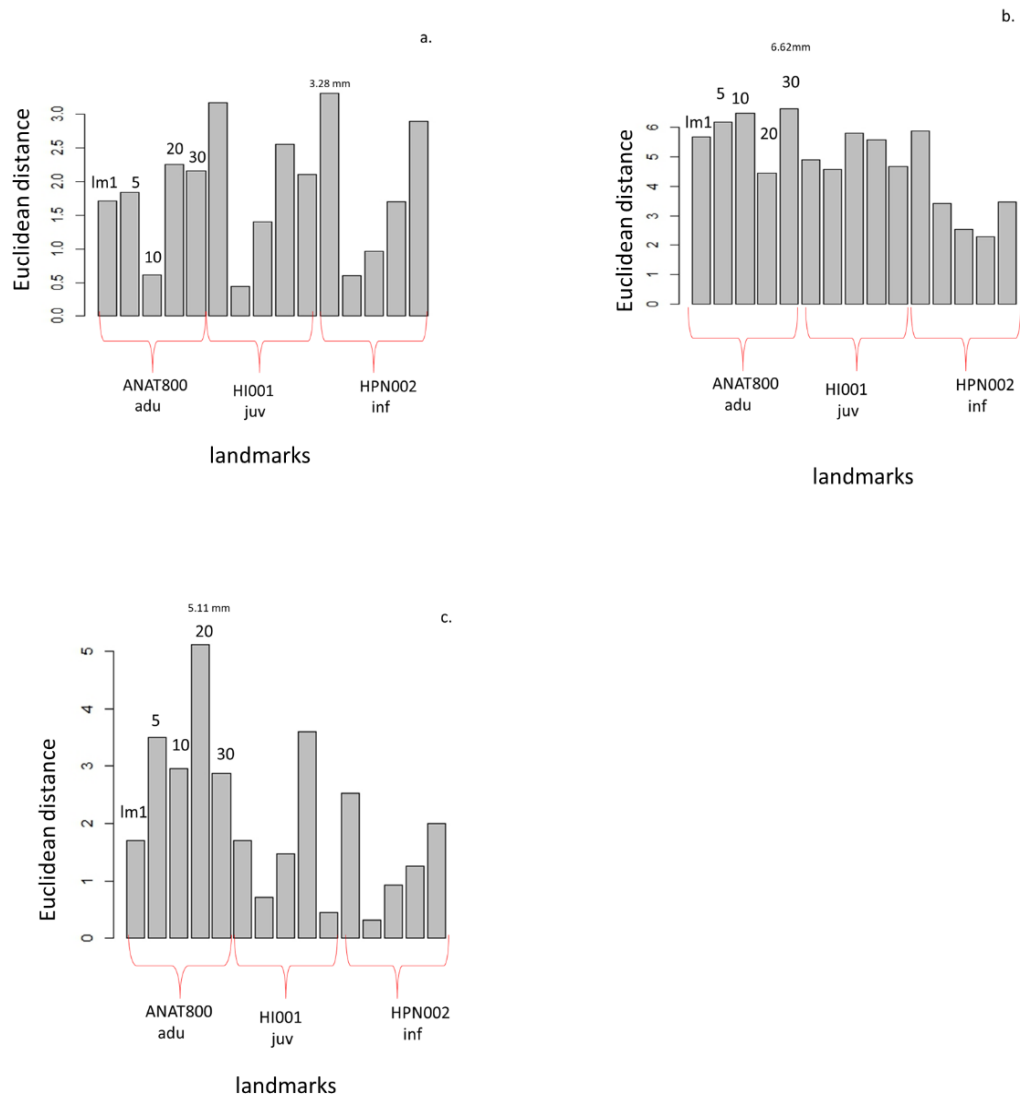 a.
3.28 mm
Euclidean distance
3.0
2.5
2.0
1.5
1.0
0.5
0.0
lm1
5
10
20
30
ANAT800
adu
HI001
juv
HPN002
inf
landmarks
b.
6.62mm
Euclidean distance
6
5
4
3
2
1
0
lm1
5
10
20
30
ANAT800
adu
HI001
juv
HPN002
inf
landmarks
c.
5.11 mm
Euclidean distance
5
4
3
2
1
0
lm1
5
10
20
30
ANAT800
adu
HI001
juv
HPN002
inf
landmarks